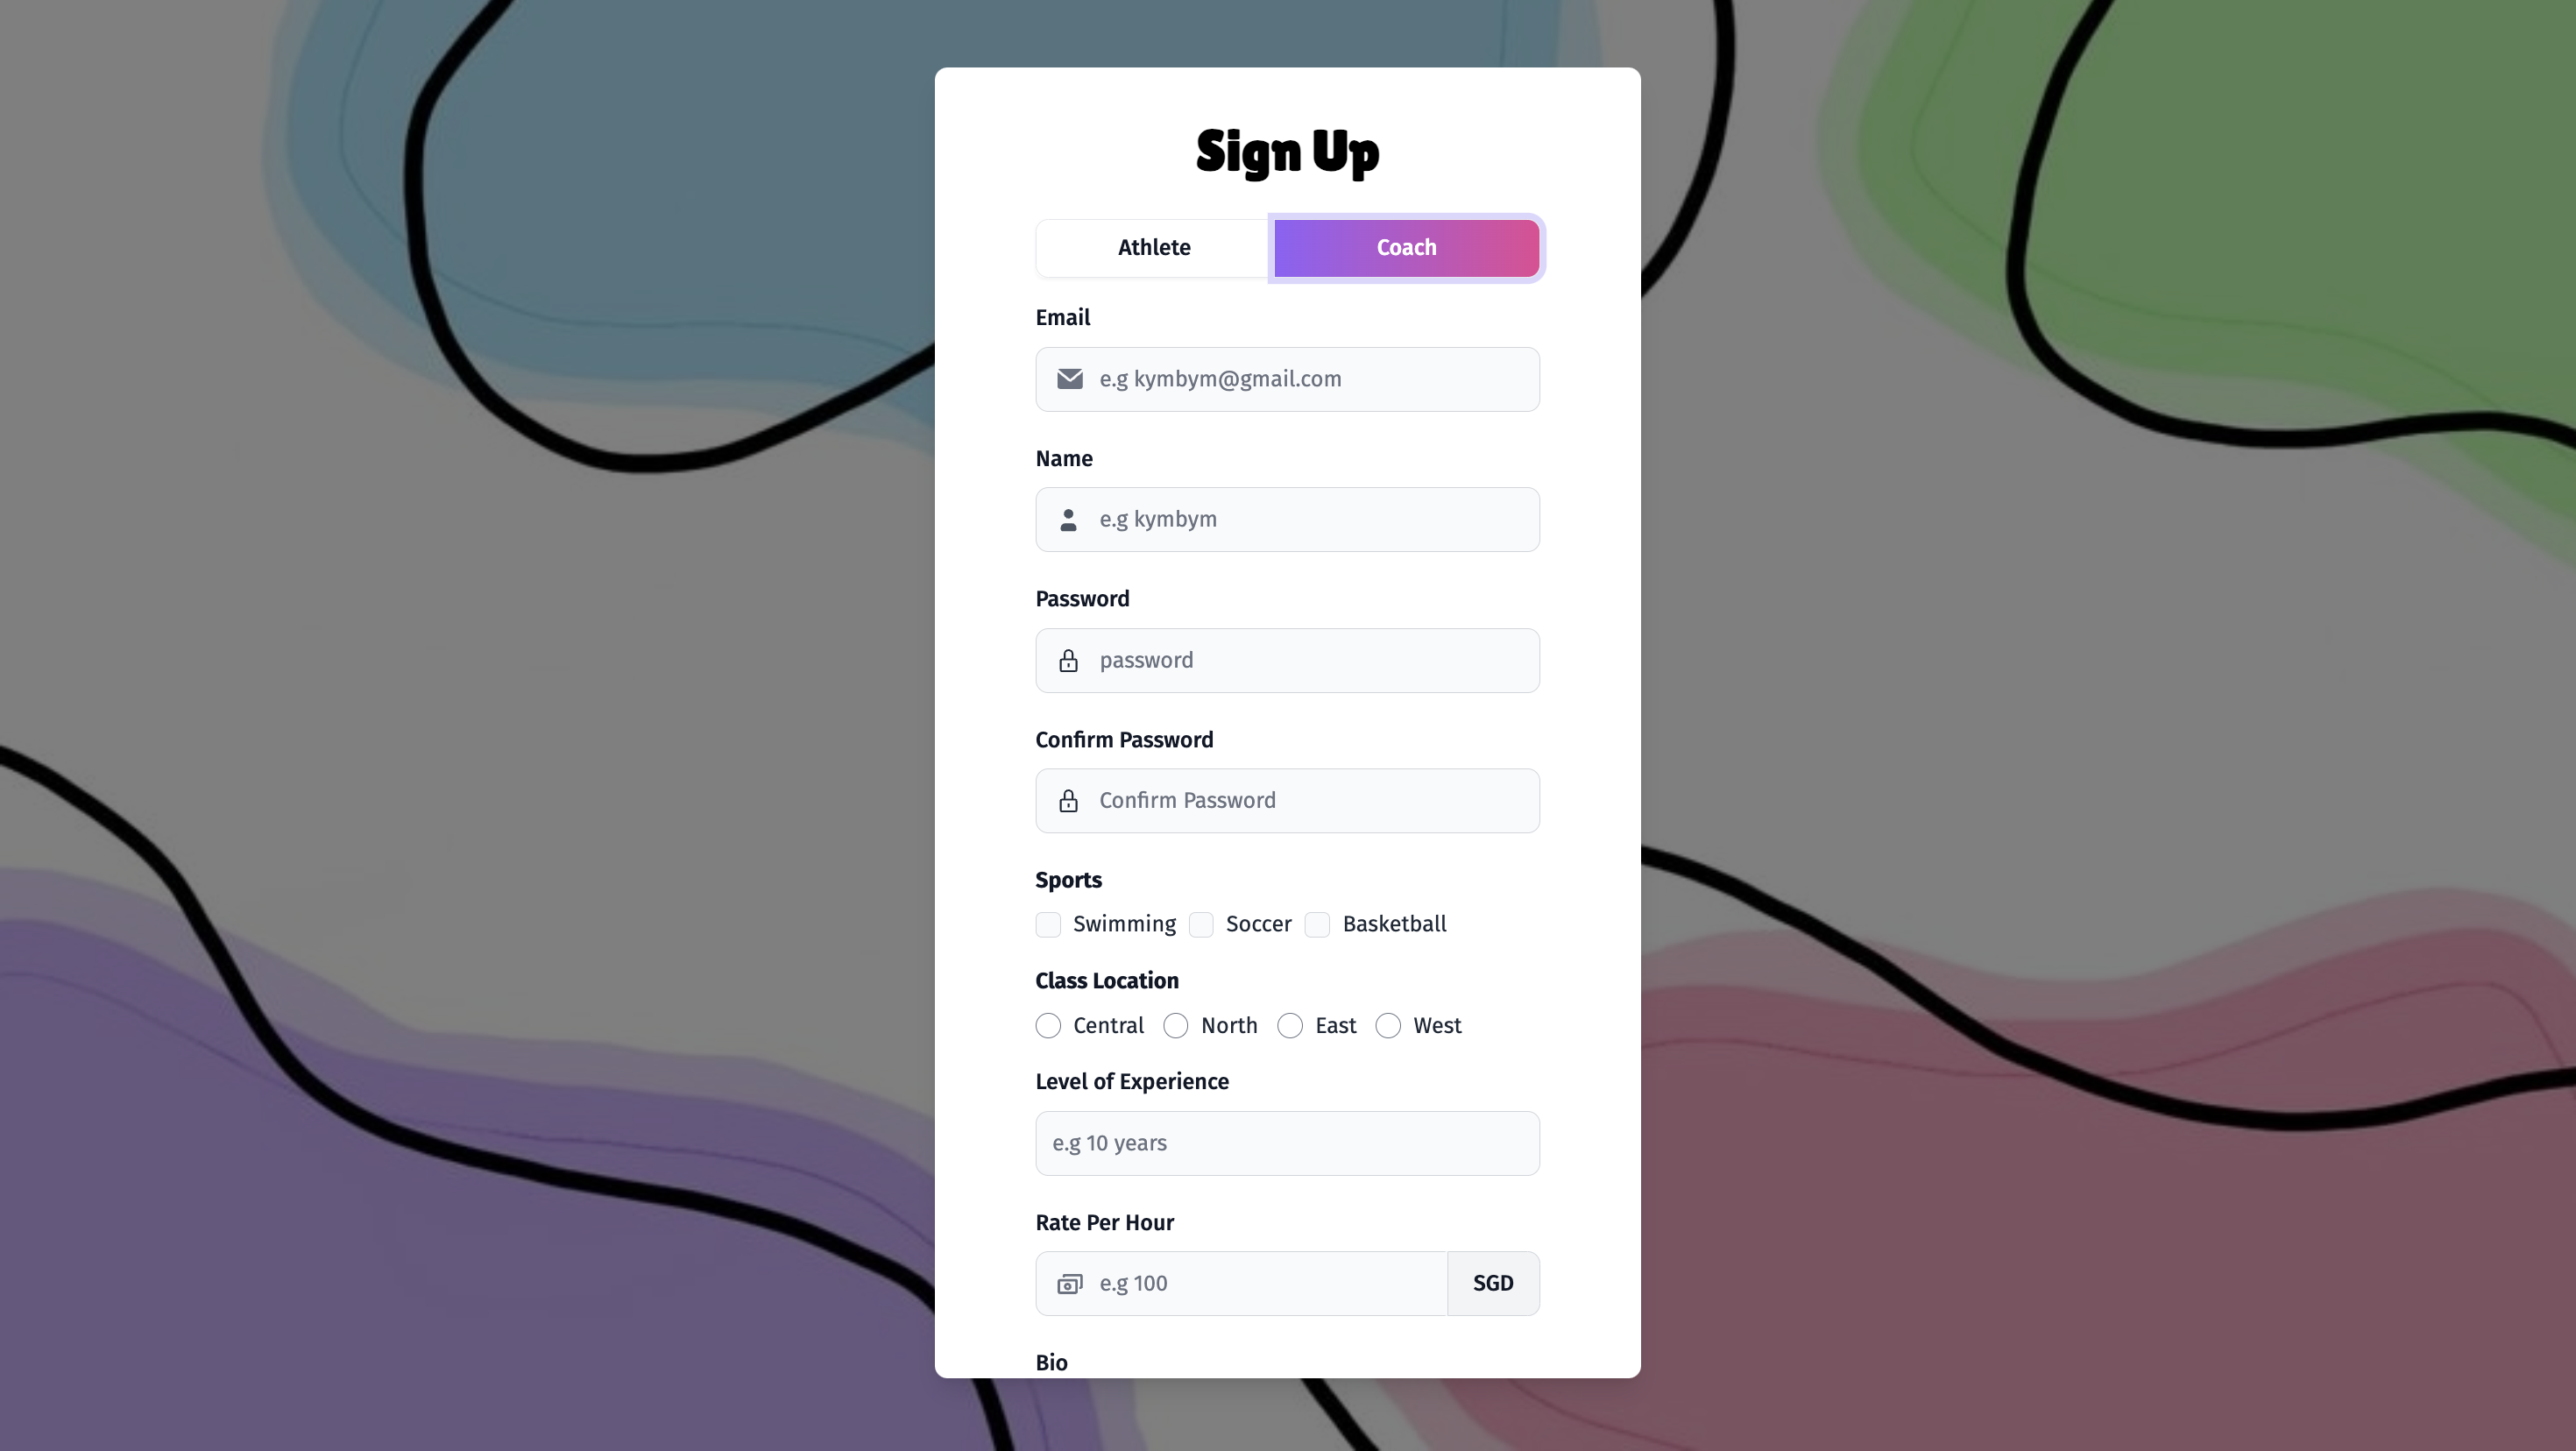 Sign Up
Athlete Coach
Email
e.g kymbym@gmail.com
Name
e.g kymbym
Password
password
Confirm Password
Confirm Password
Sports
Swimming Soccer Basketball
Class Location
Central North East West
Level of Experience
e.g 10 years
Rate Per Hour
e.g 100 SGD
Bio